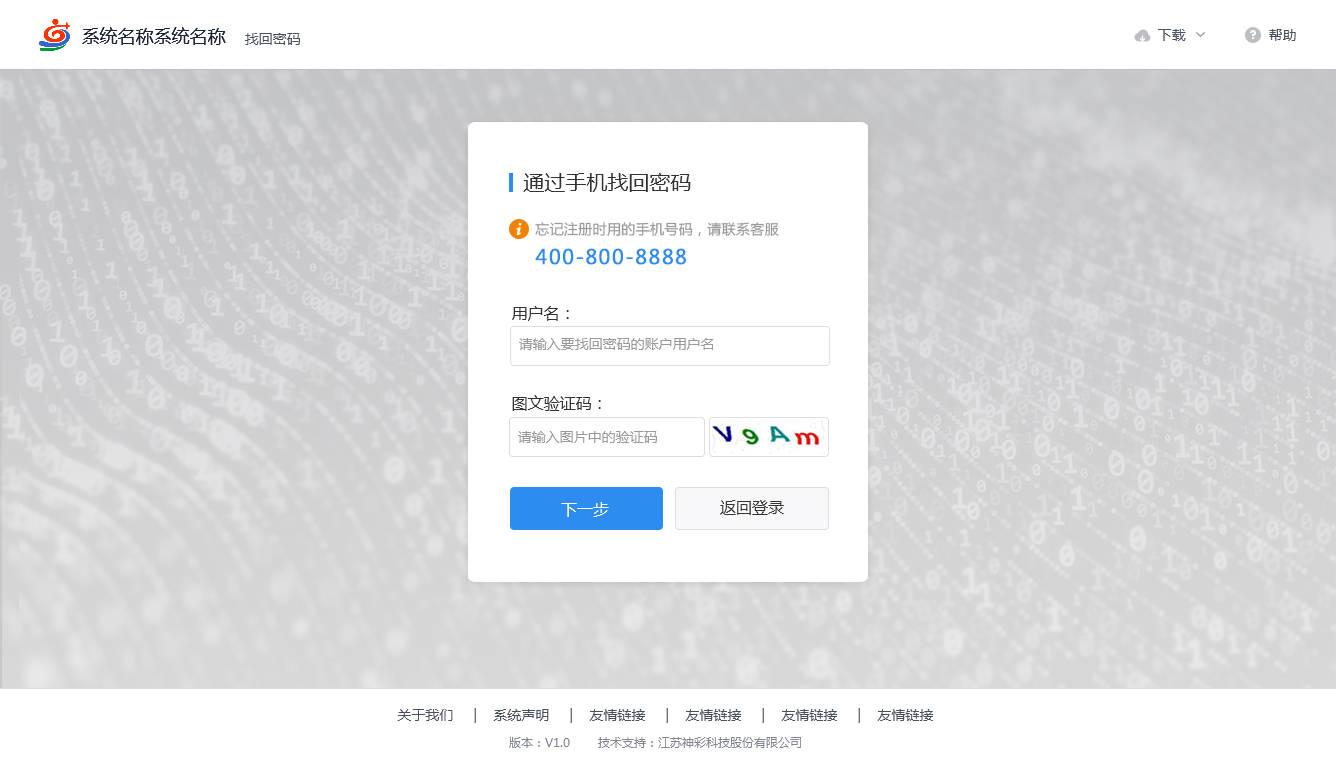 系统名称系统名称 找回密码 下载 帮助
通过手机找回密码
忘记注册时用的手机号码，请联系客服
400-800-8888
用户名：
请输入要找回密码的账户用户名
图文验证码：
请输入图片中的验证码 V9Am
下一步 返回登录
关于我们 | 系统声明 | 友情链接 | 友情链接 | 友情链接 | 友情链接
版本：V1.0 技术支持：江苏神彩科技股份有限公司